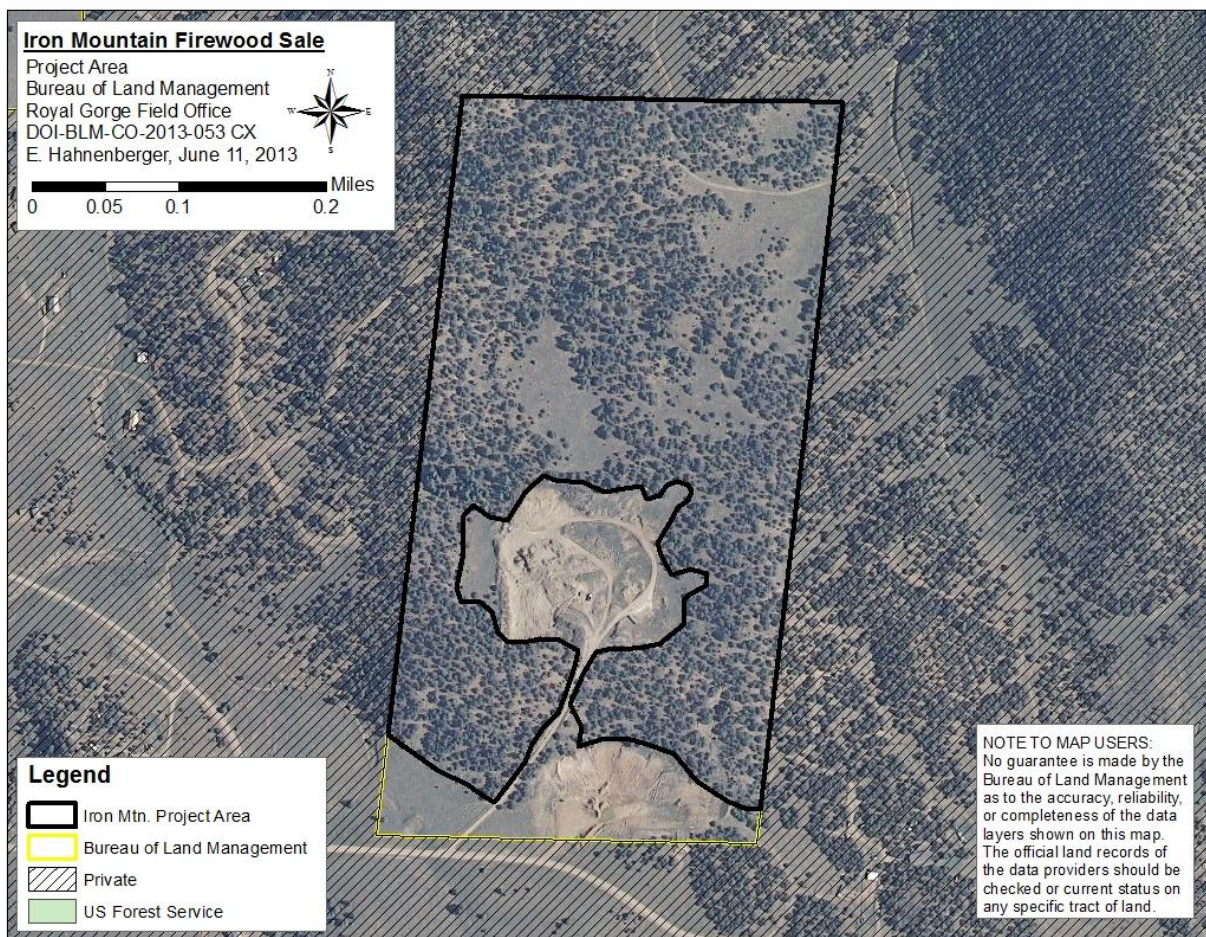 Iron Mountain Firewood Sale
Project Area
Bureau of Land Management
Royal Gorge Field Office
DOI-BLM-CO-2013-053 CX
E. Hahnenberger, June 11, 2013
N
W E
S
Miles
0 0.05 0.1 0.2
Legend
Iron Mtn. Project Area
Bureau of Land Management
Private
US Forest Service
NOTE TO MAP USERS:
No guarantee is made by the
Bureau of Land Management
as to the accuracy, reliability,
or completeness of the data
layers shown on this map.
The official land records of
the data providers should be
checked or current status on
any specific tract of land.